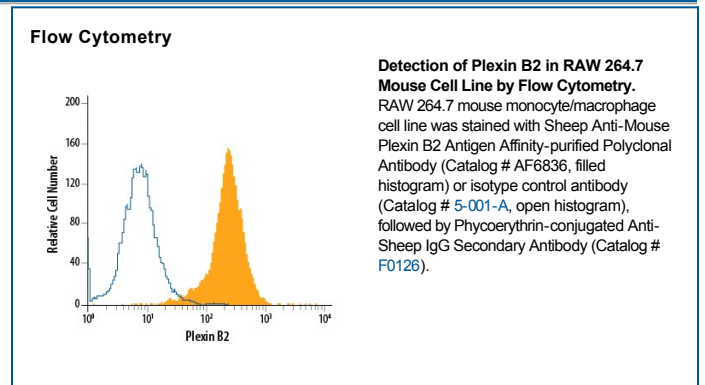 Flow Cytometry
Detection of Plexin B2 in RAW 264.7
Mouse Cell Line by Flow Cytometry.
RAW 264.7 mouse monocyte/macrophage
cell line was stained with Sheep Anti-Mouse
Plexin B2 Antigen Affinity-purified Polyclonal
Antibody (Catalog # AF6836, filled
histogram) or isotype control antibody
(Catalog # 5-001-A, open histogram),
followed by Phycoerythrin-conjugated Anti-
Sheep IgG Secondary Antibody (Catalog #
F0126).
Relative Cell Number
200
160
120
80
40
0
10⁰ 10¹ 10² 10³ 10⁴
Plexin B2